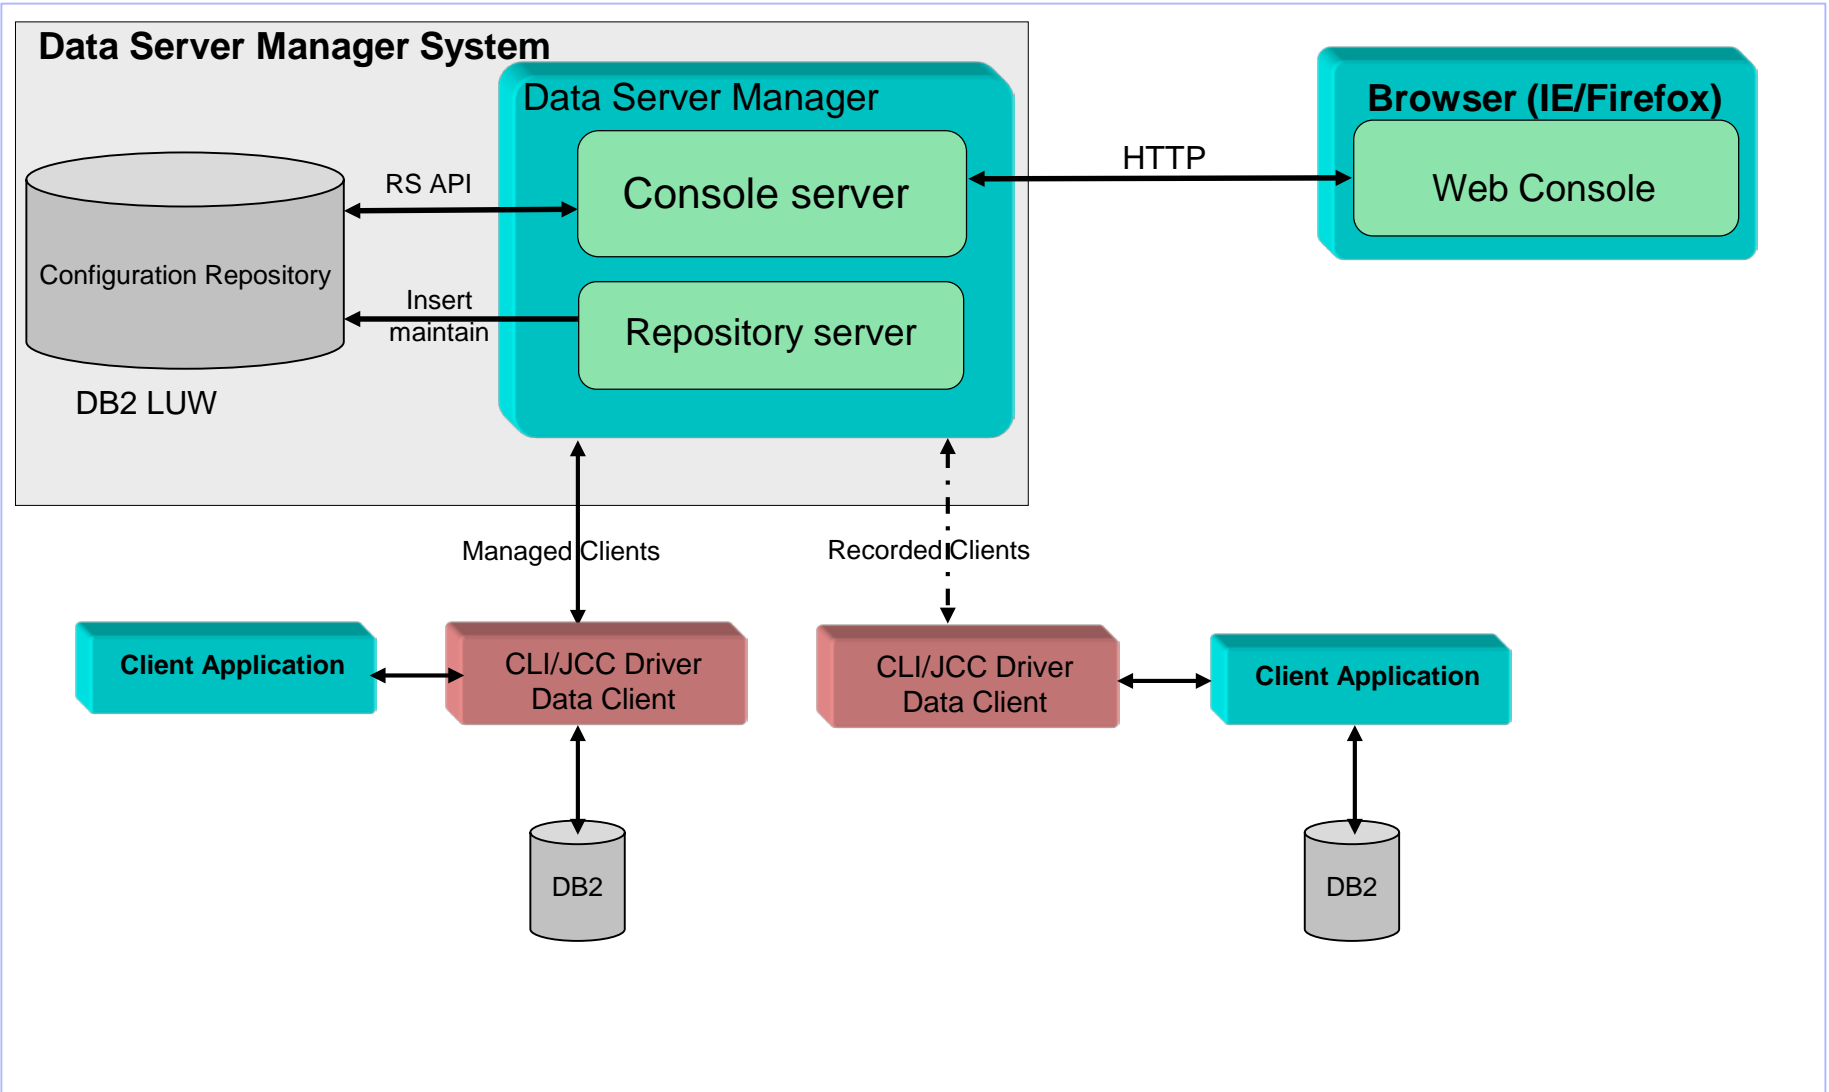 Data Server Manager System
Data Server Manager
Browser (IE/Firefox)
HTTP
RS API
Console server
Web Console
Configuration Repository
Insert
maintain
Repository server
DB2 LUW
Managed Clients
Recorded Clients
Client Application
CLI/JCC Driver
Data Client
CLI/JCC Driver
Data Client
Client Application
DB2
DB2